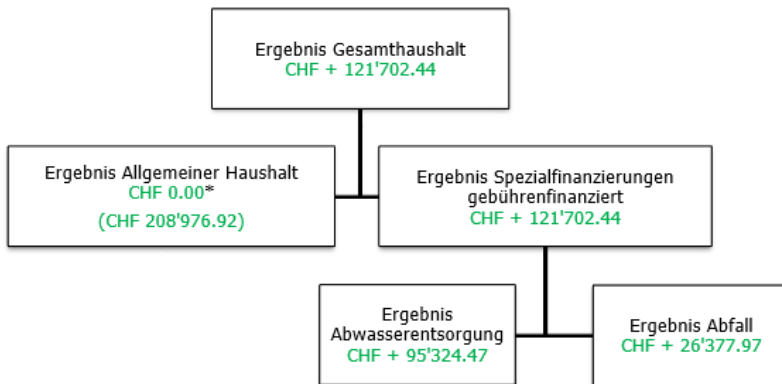 Ergebnis Gesamthaushalt
CHF + 121'702.44
Ergebnis Allgemeiner Haushalt
CHF 0.00*
(CHF 208'976.92)
Ergebnis Spezialfinanzierungen
gebührenfinanziert
CHF + 121'702.44
Ergebnis
Abwasserentsorgung
CHF + 95'324.47
Ergebnis Abfall
CHF + 26'377.97